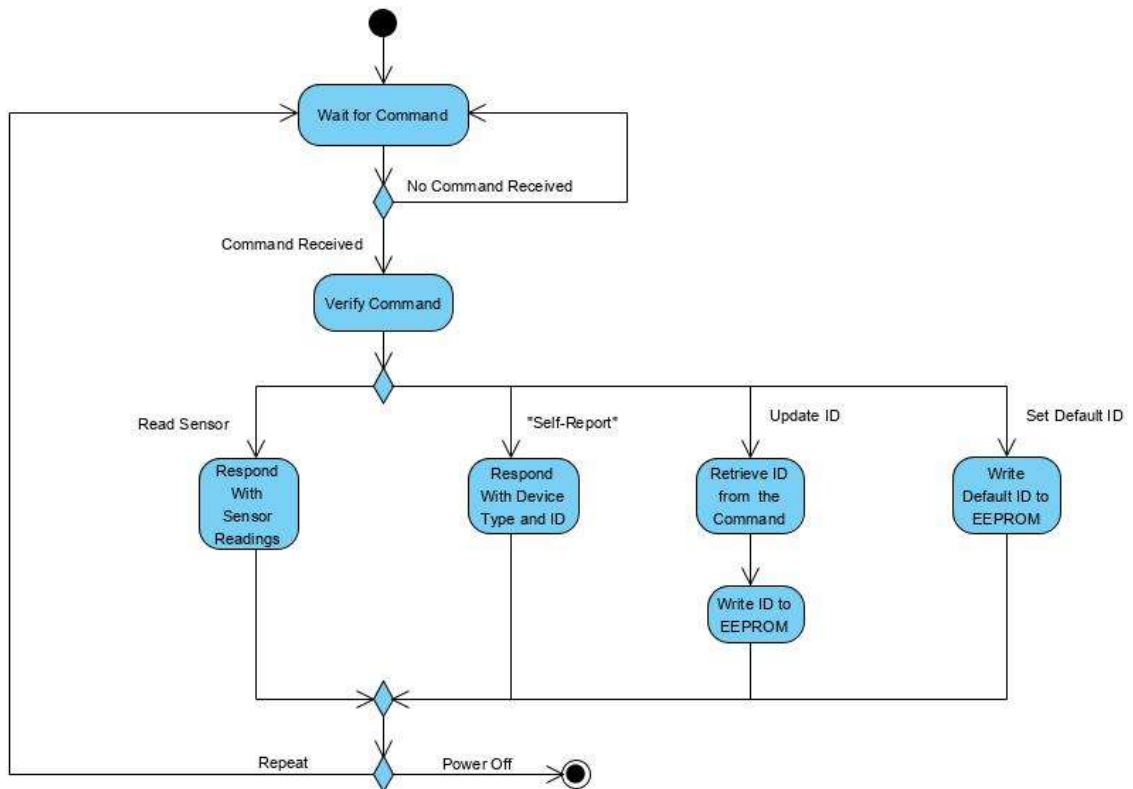 Wait for Command
No Command Received
Command Received
Verify Command
Read Sensor
"Self-Report"
Update ID
Set Default ID
Respond
With
Sensor
Readings
Respond
With Device
Type and ID
Retrieve ID
from the
Command
Write
Default ID to
EEPROM
Write ID to
EEPROM
Repeat
Power Off